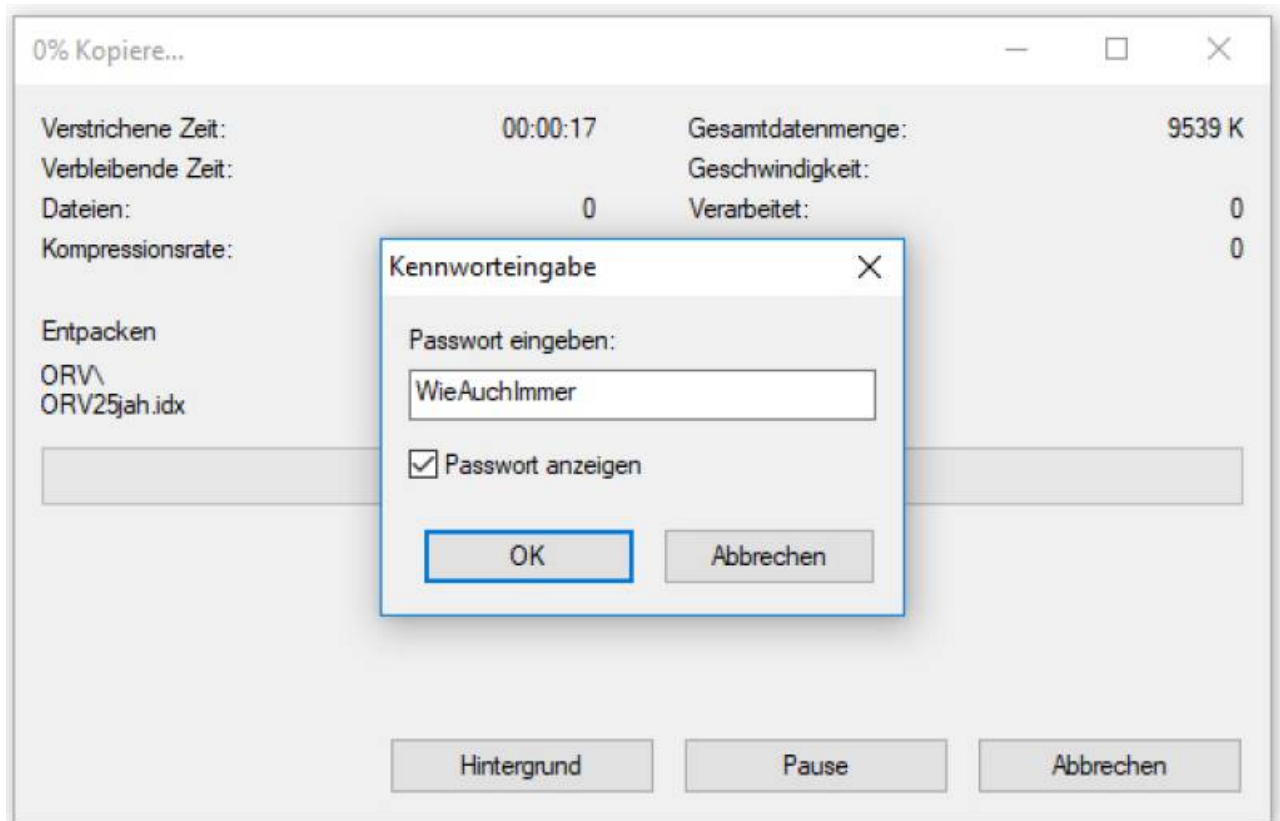 0% Kopiere...
Verstrichene Zeit: 00:00:17 Gesamtdatenmenge: 9539 K
Verbleibende Zeit: Geschwindigkeit:
Dateien: 0 Verarbeitet: 0
Kompressionsrate: 0
Kennworteingabe
Passwort eingeben:
WieAuchImmer
Passwort anzeigen
OK Abbrechen
Entpacken
ORV\
ORV25jah.idx
Hintergrund Pause Abbrechen